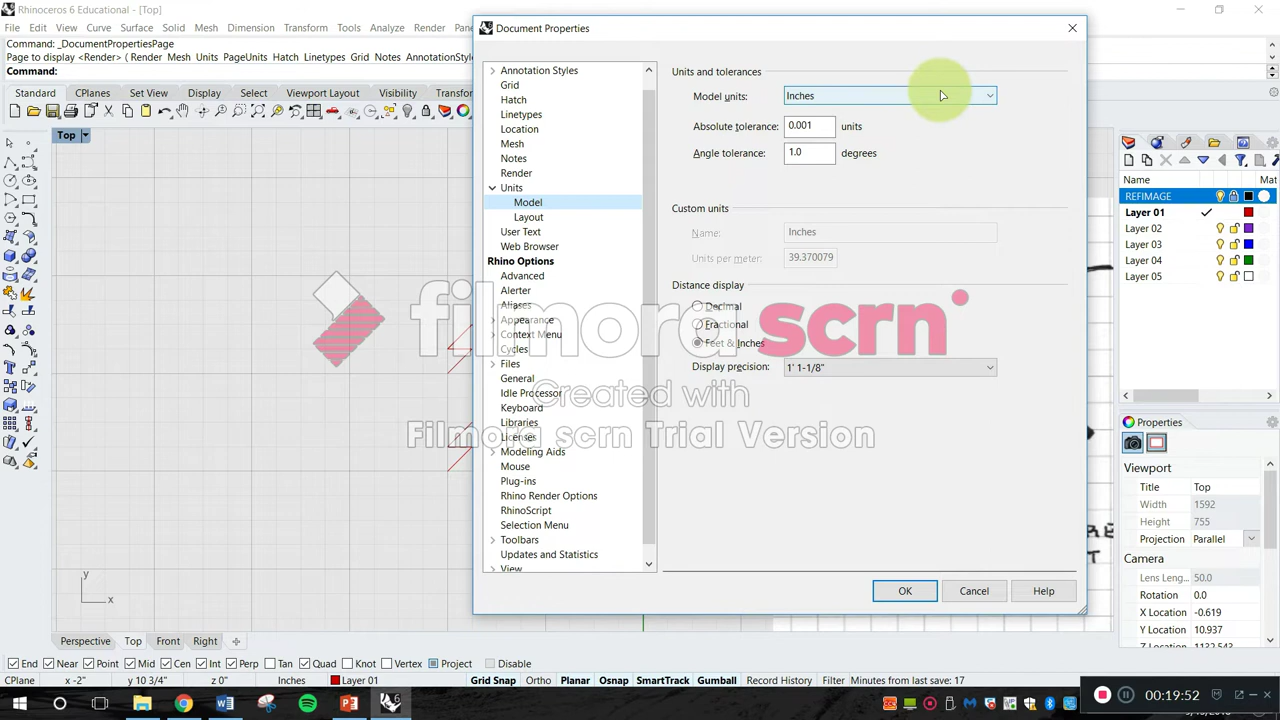 Rhinoceros 6 Educational - [Top]
File Edit View Curve Surface Solid Mesh Dimension Transform Tools Analyze Render
Command: _DocumentPropertiesPage
Page to display <Render> ( Render Mesh Units PageUnits Hatch Linetypes Grid Notes AnnotationStyl
Command:
Standard CPlanes Set View Display Select Viewport Layout Visibility Transfor
Top
Document Properties
Annotation Styles
Grid
Hatch
Linetypes
Location
Mesh
Notes
Render
Units
Model
Layout
User Text
Web Browser
Rhino Options
Advanced
Alerter
Aliases
Appearance
Context Menu
Cycles
Files
General
Idle Processor
Keyboard
Libraries
Licenses
Modeling Aids
Mouse
Plug-ins
Rhino Render Options
RhinoScript
Selection Menu
Toolbars
Updates and Statistics
View
Units and tolerances
Model units: Inches
Absolute tolerance: 0.001 units
Angle tolerance: 1.0 degrees
Custom units
Name: Inches
Units per meter: 39.370079
Distance display
Decimal
Fractional
Feet & Inches
Display precision: 1' 1-1/8"
OK Cancel Help
filmora scrn
Created with
Filmora scrn Trial Version
Name Mat
REFIMAGE
Layer 01
Layer 02
Layer 03
Layer 04
Layer 05
Properties
Viewport
Title Top
Width 1592
Height 755
Projection Parallel
Camera
Lens Leng... 50.0
Rotation 0.0
X Location -0.619
Y Location 10.937
y
x
Perspective Top Front Right
End Near Point Mid Cen Int Perp Tan Quad Knot Vertex Project Disable
CPlane x -2" y 10 3/4" z 0" Inches Layer 01 Grid Snap Ortho Planar Osnap SmartTrack Gumball Record History Filter Minutes from last save: 17
00:19:52